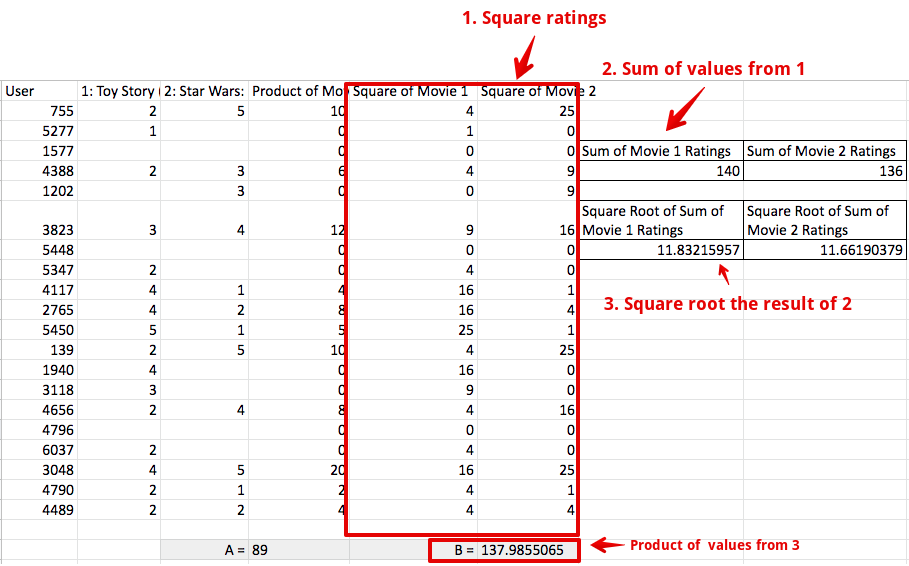 1. Square ratings
2. Sum of values from 1
User 1: Toy Story ( 2: Star Wars: Product of Mo Square of Movie 1 Square of Movie 2
755 2 5 10 4 25
5277 1 0 1 0
1577 0 0 0 Sum of Movie 1 Ratings Sum of Movie 2 Ratings
4388 2 3 6 4 9 140 136
1202 3 0 0 9
Square Root of Sum of Square Root of Sum of
3823 3 4 12 9 16 Movie 1 Ratings Movie 2 Ratings
5448 0 0 0 11.83215957 11.66190379
5347 2 0 4 0
4117 4 1 4 16 1
3. Square root the result of 2
2765 4 2 8 16 4
5450 5 1 5 25 1
139 2 5 10 4 25
1940 4 0 16 0
3118 3 0 9 0
4656 2 4 8 4 16
4796 0 0 0
6037 2 0 4 0
3048 4 5 20 16 25
4790 2 1 2 4 1
4489 2 2 4 4 4
A = 89 B = 137.9855065 Product of values from 3